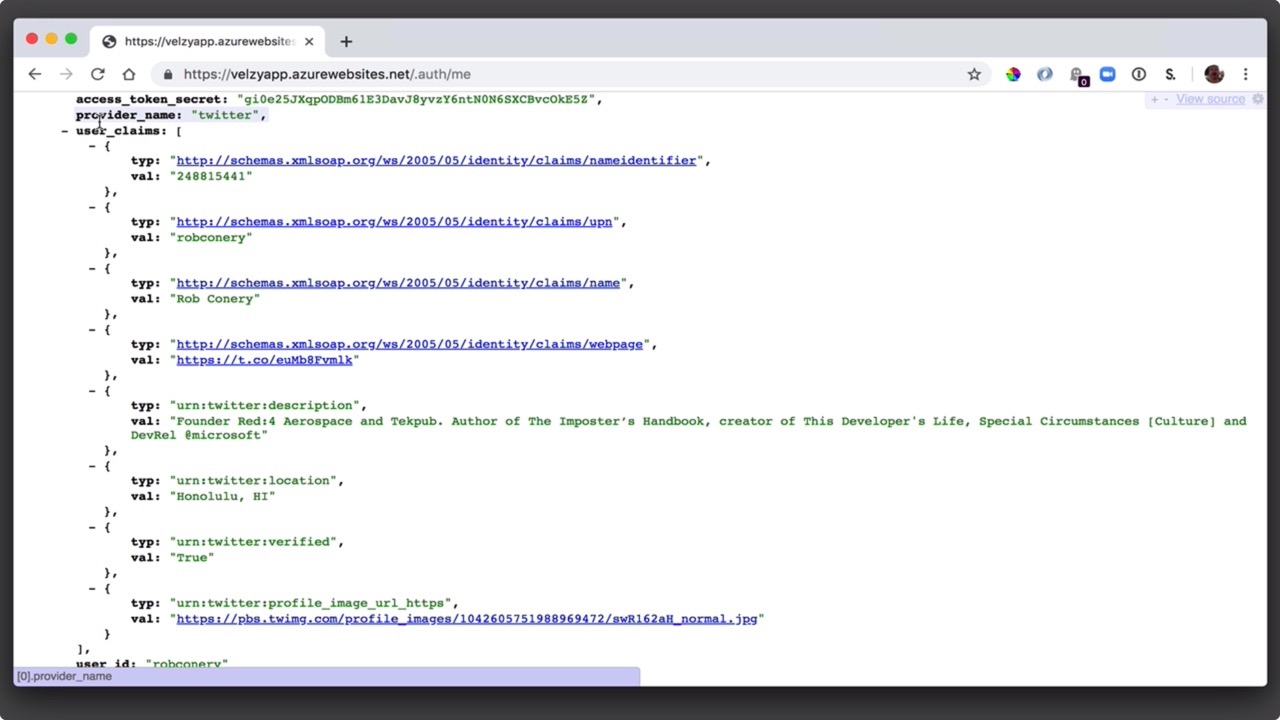 https://velzyapp.azurewebsites
https://velzyapp.azurewebsites.net/.auth/me
S.
0
access_token_secret: "gi0e25JXqpODBm61E3DavJ8yvzY6ntN0N6SXCBvcOkE5Z",
+ - View source
provider_name: "twitter",
- user_claims: [
- {
typ: "http://schemas.xmlsoap.org/ws/2005/05/identity/claims/nameidentifier",
val: "248815441"
},
- {
typ: "http://schemas.xmlsoap.org/ws/2005/05/identity/claims/upn",
val: "robconery"
},
- {
typ: "http://schemas.xmlsoap.org/ws/2005/05/identity/claims/name",
val: "Rob Conery"
},
- {
typ: "http://schemas.xmlsoap.org/ws/2005/05/identity/claims/webpage",
val: "https://t.co/euMb8Fvmlk"
},
- {
typ: "urn:twitter:description",
val: "Founder Red:4 Aerospace and Tekpub. Author of The Imposter’s Handbook, creator of This Developer's Life, Special Circumstances [Culture] and
DevRel @microsoft"
},
- {
typ: "urn:twitter:location",
val: "Honolulu, HI"
},
- {
typ: "urn:twitter:verified",
val: "True"
},
- {
typ: "urn:twitter:profile_image_url_https",
val: "https://pbs.twimg.com/profile_images/1042605751988969472/swR162aH_normal.jpg"
}
],
user_id: "robconery"
[0].provider_name